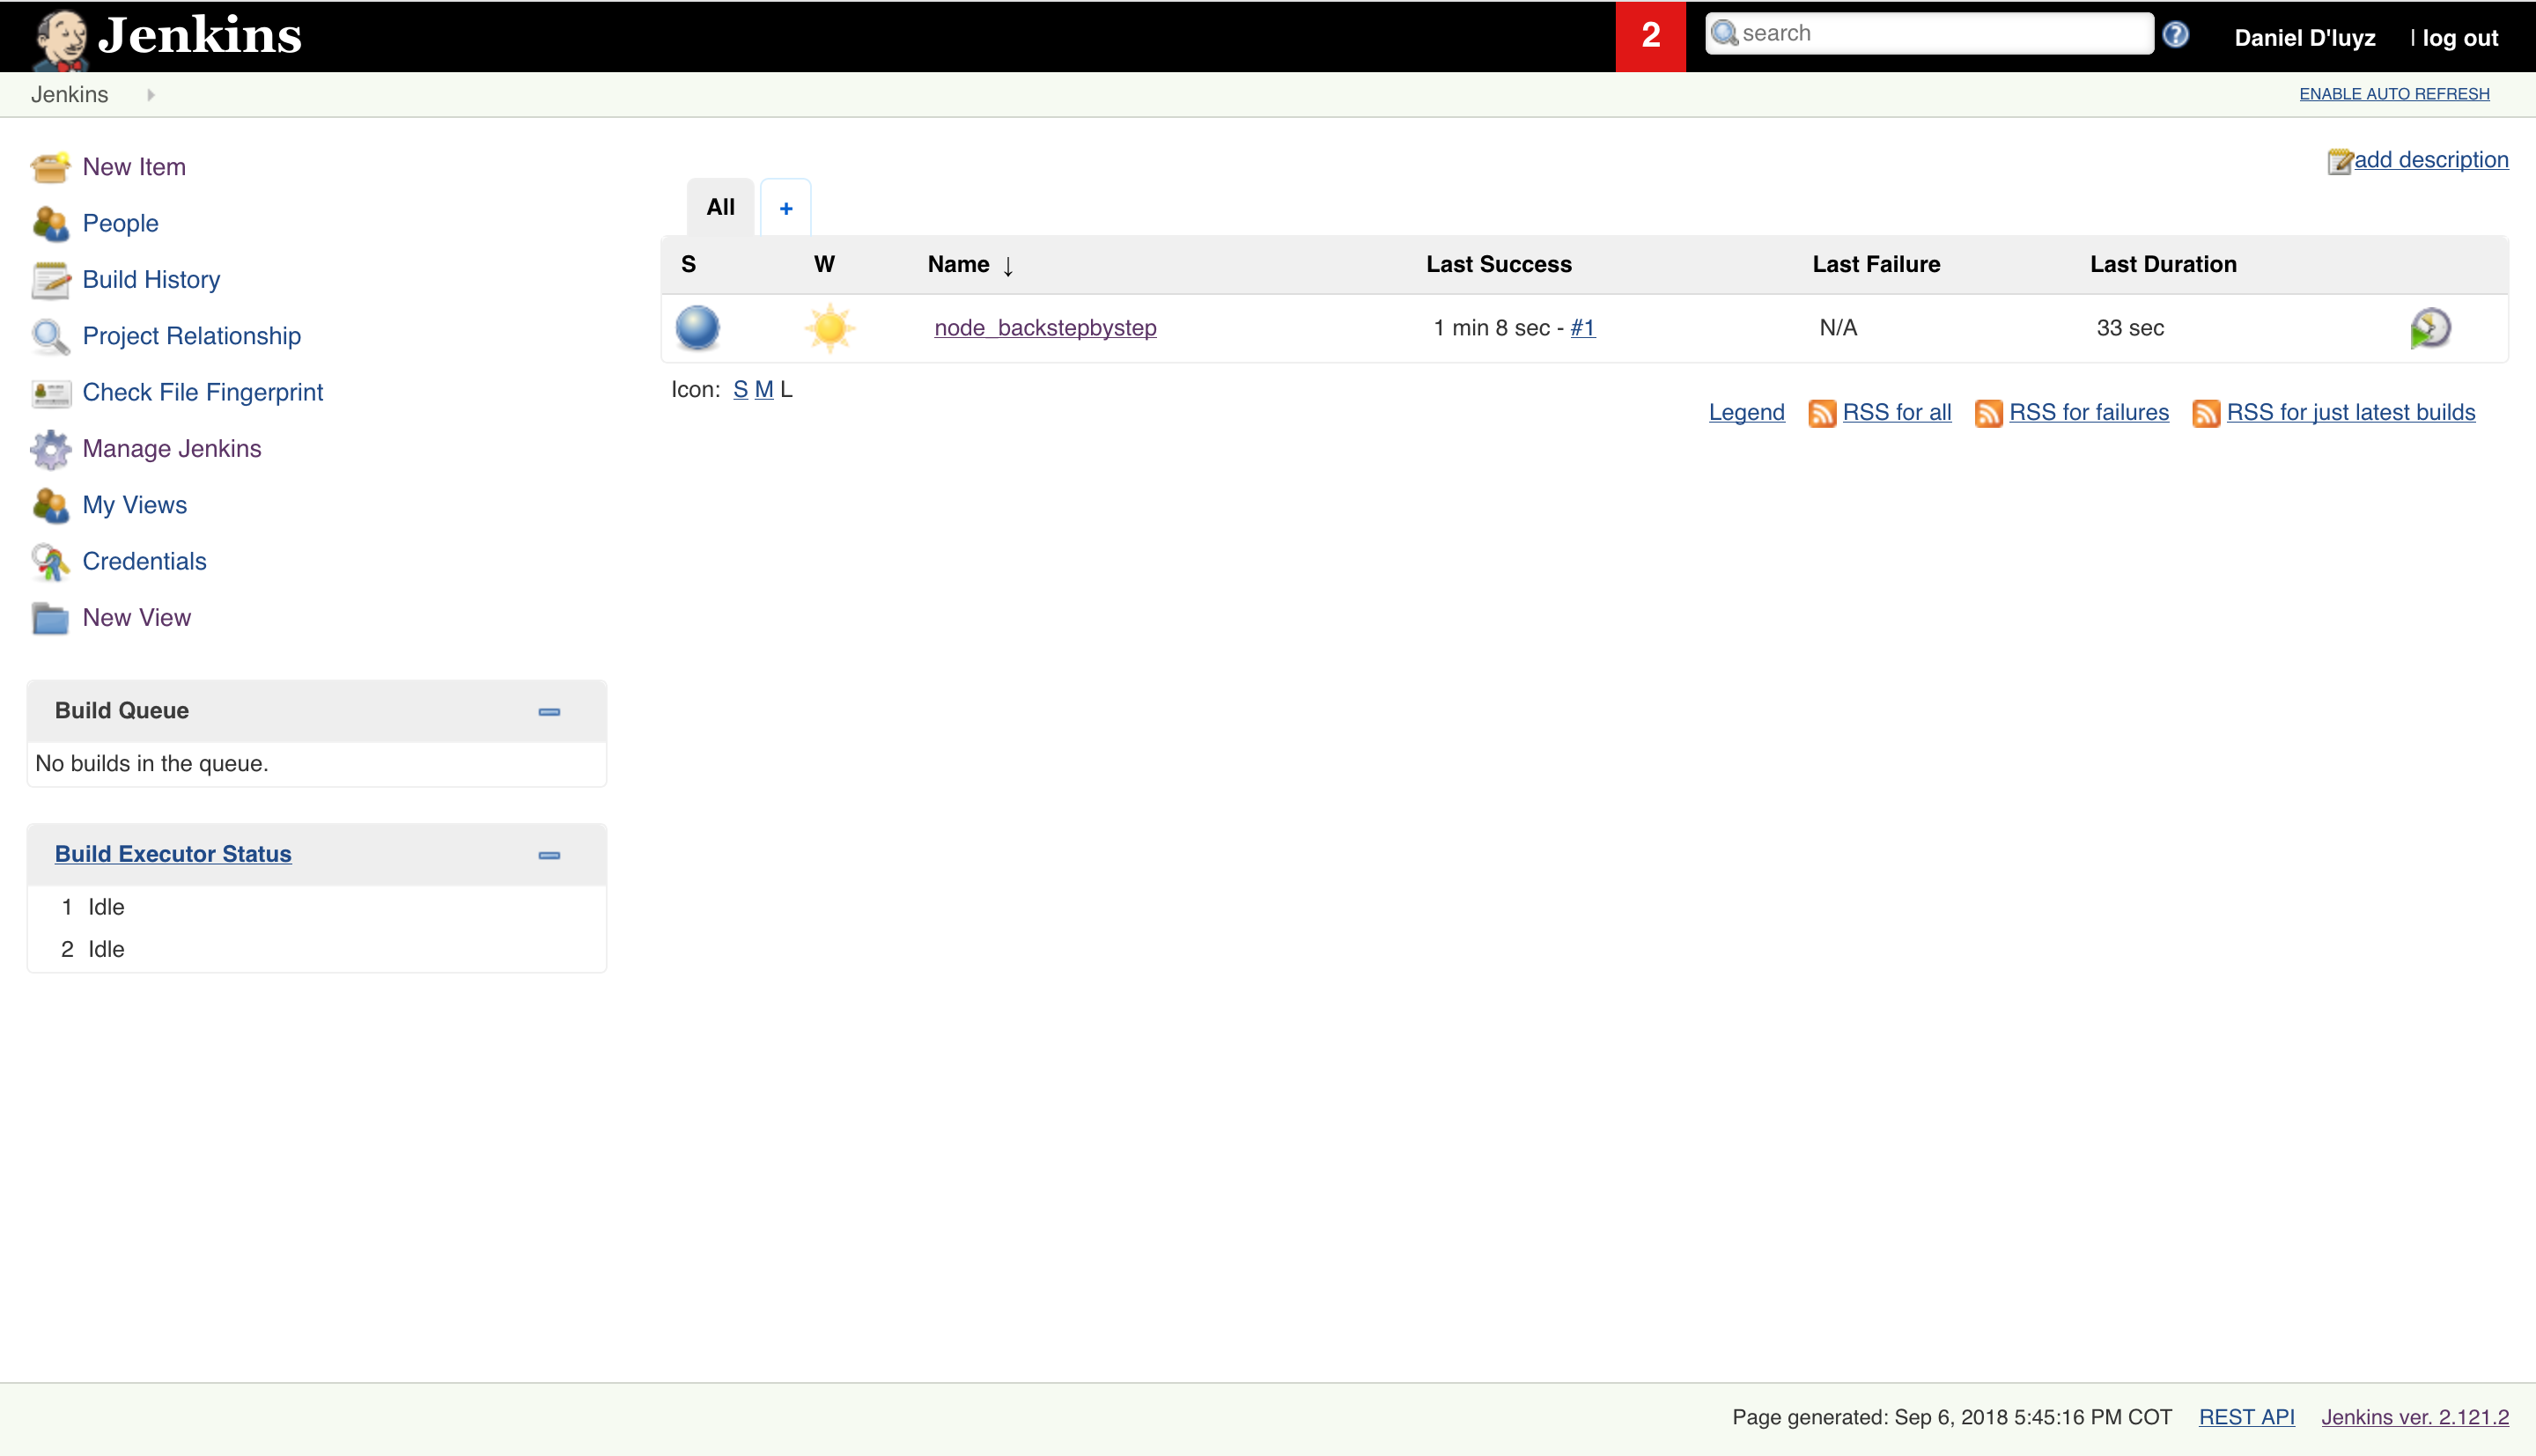 Jenkins
2
search
Daniel D'luyz
| log out
Jenkins
ENABLE AUTO REFRESH
New Item
People
Build History
Project Relationship
Check File Fingerprint
Manage Jenkins
My Views
Credentials
New View
Build Queue
No builds in the queue.
Build Executor Status
1 Idle
2 Idle
add description
All +
S W Name ↓ Last Success Last Failure Last Duration
node_backstepbystep 1 min 8 sec - #1 N/A 33 sec
Icon: S M L
Legend RSS for all RSS for failures RSS for just latest builds
Page generated: Sep 6, 2018 5:45:16 PM COT REST API Jenkins ver. 2.121.2